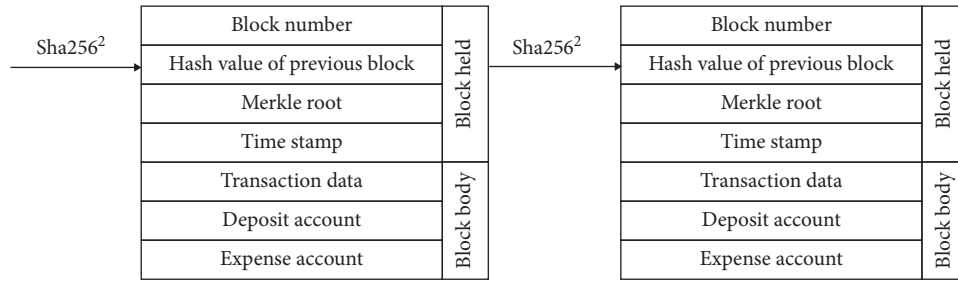 Sha256²
Block number
Hash value of previous block
Merkle root
Time stamp
Transaction data
Deposit account
Expense account
Block held
Block body
Sha256²
Block number
Hash value of previous block
Merkle root
Time stamp
Transaction data
Deposit account
Expense account
Block held
Block body